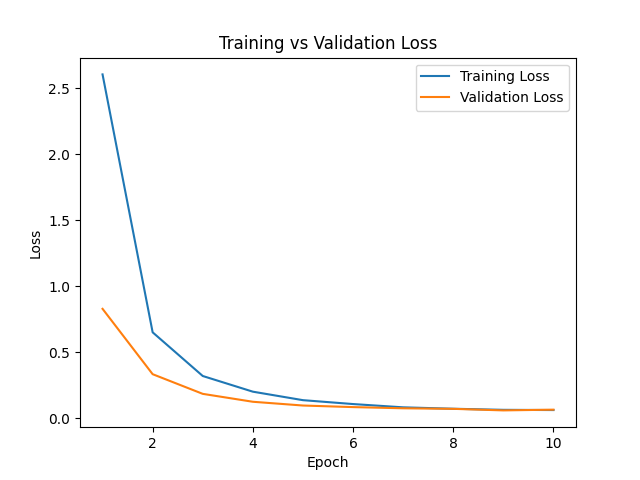 Training vs Validation Loss
Training Loss
Validation Loss
2.5
2.0
1.5
1.0
0.5
0.0
Loss
2 4 6 8 10
Epoch